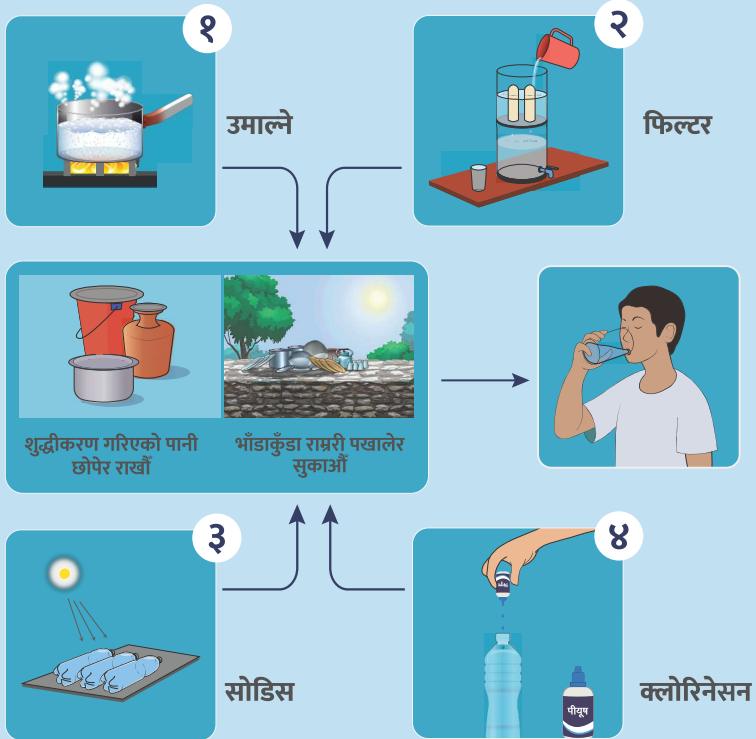 १
उमाल्ने
२
फिल्टर
शुद्धीकरण गरिएको पानी
छोपेर राखौँ
भाँडाकुँडा राम्ररी पखालेर
सुकाऔँ
३
सोडिस
४
क्लोरिनेसन
पीयूष